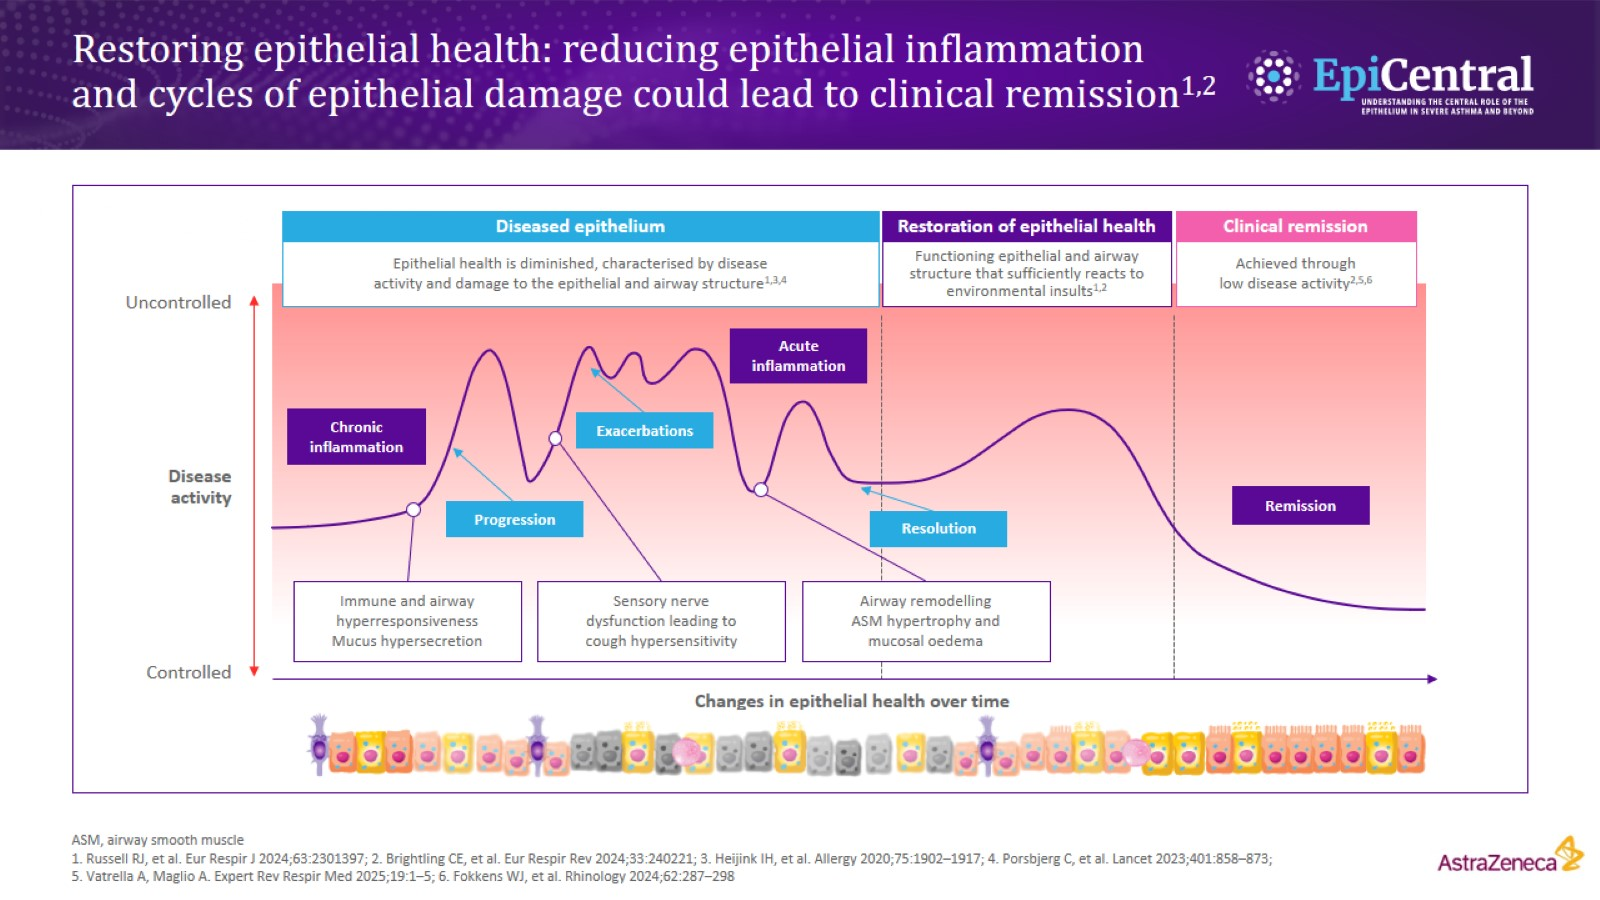 Restoring epithelial health: reducing epithelial inflammation
and cycles of epithelial damage could lead to clinical remission1,2
EpiCentral
UNDERSTANDING THE CENTRAL ROLE OF THE
EPITHELIUM IN SEVERE ASTHMA AND BEYOND
Diseased epithelium
Epithelial health is diminished, characterised by disease
activity and damage to the epithelial and airway structure1,3,4
Restoration of epithelial health
Functioning epithelial and airway
structure that sufficiently reacts to
environmental insults1,2
Clinical remission
Achieved through
low disease activity2,5,6
Uncontrolled
Disease
activity
Controlled
Chronic
inflammation
Progression
Exacerbations
Acute
inflammation
Resolution
Remission
Immune and airway
hyperresponsiveness
Mucus hypersecretion
Sensory nerve
dysfunction leading to
cough hypersensitivity
Airway remodelling
ASM hypertrophy and
mucosal oedema
Changes in epithelial health over time
ASM, airway smooth muscle
1. Russell RJ, et al. Eur Respir J 2024;63:2301397; 2. Brightling CE, et al. Eur Respir Rev 2024;33:240221; 3. Heijink IH, et al. Allergy 2020;75:1902–1917; 4. Porsbjerg C, et al. Lancet 2023;401:858–873;
5. Vatrella A, Maglio A. Expert Rev Respir Med 2025;19:1–5; 6. Fokkens WJ, et al. Rhinology 2024;62:287–298
AstraZeneca